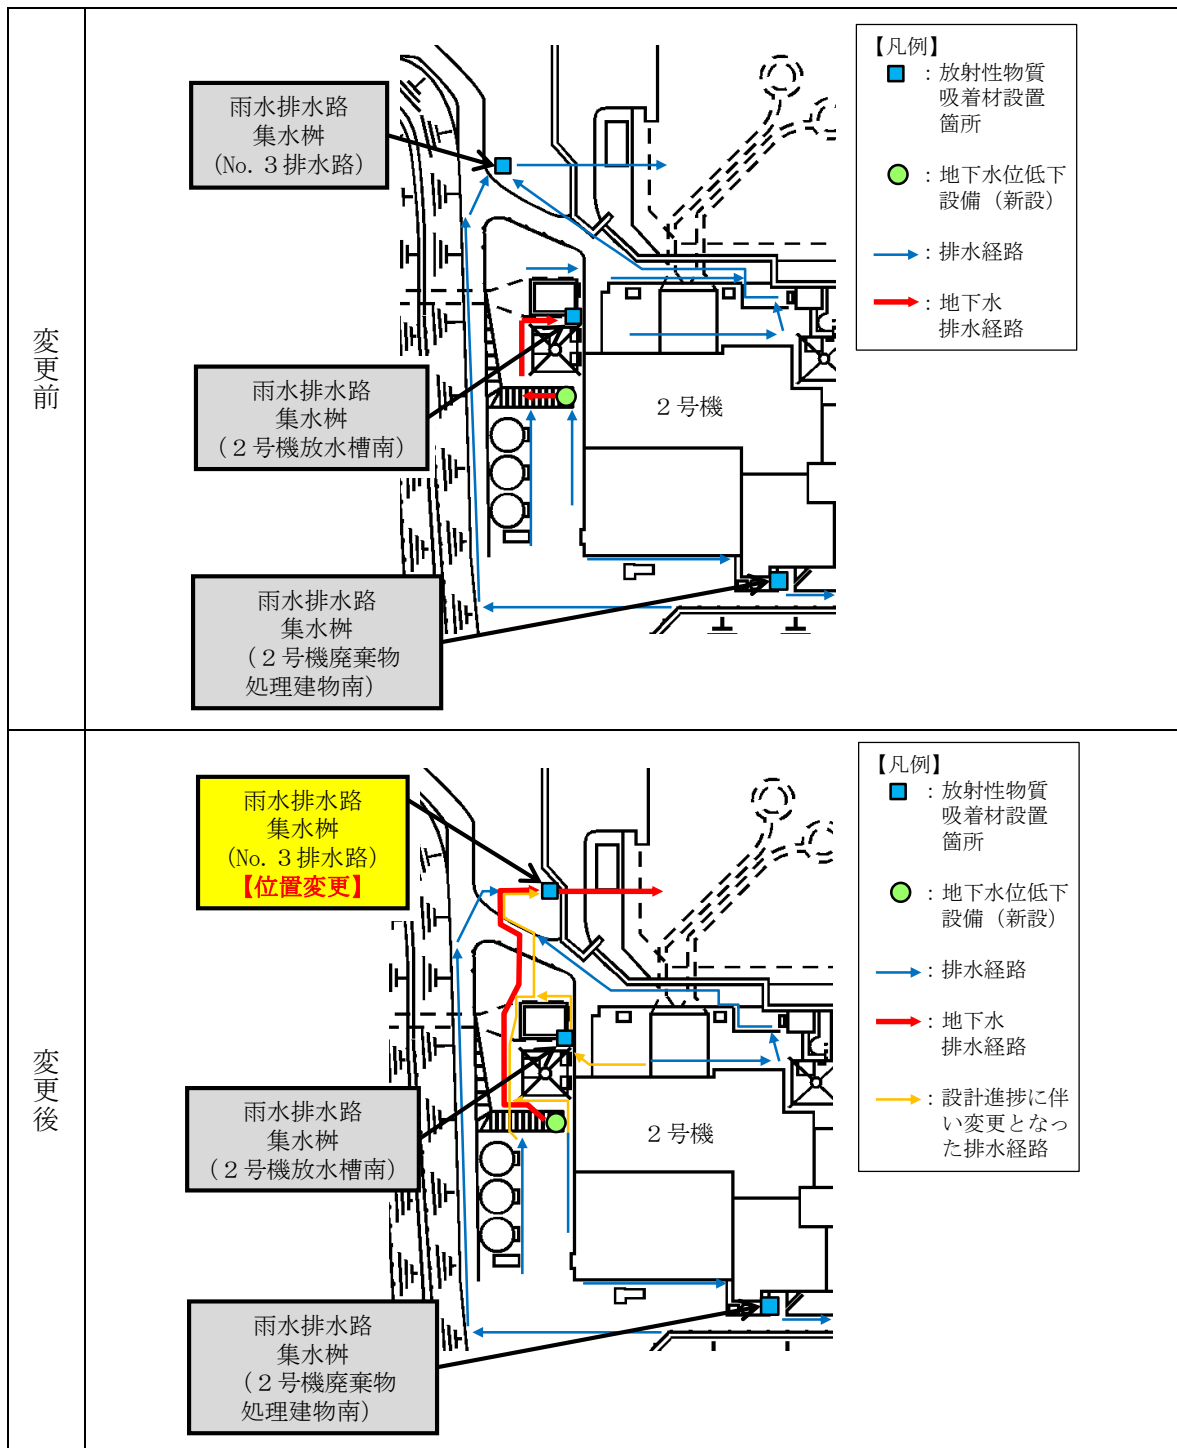 変更前
雨水排水路
集水桝
(No. 3 排水路)
雨水排水路
集水桝
(２号機放水槽南)
雨水排水路
集水桝
(２号機廃棄物
処理建物南)
２号機
【凡例】
：放射性物質
吸着材設置
箇所
：地下水位低下
設備（新設）
：排水経路
：地下水
排水経路
変更後
雨水排水路
集水桝
(No. 3 排水路)
【位置変更】
雨水排水路
集水桝
(２号機放水槽南)
雨水排水路
集水桝
(２号機廃棄物
処理建物南)
２号機
【凡例】
：放射性物質
吸着材設置
箇所
：地下水位低下
設備（新設）
：排水経路
：地下水
排水経路
：設計進捗に伴
い変更となっ
た排水経路